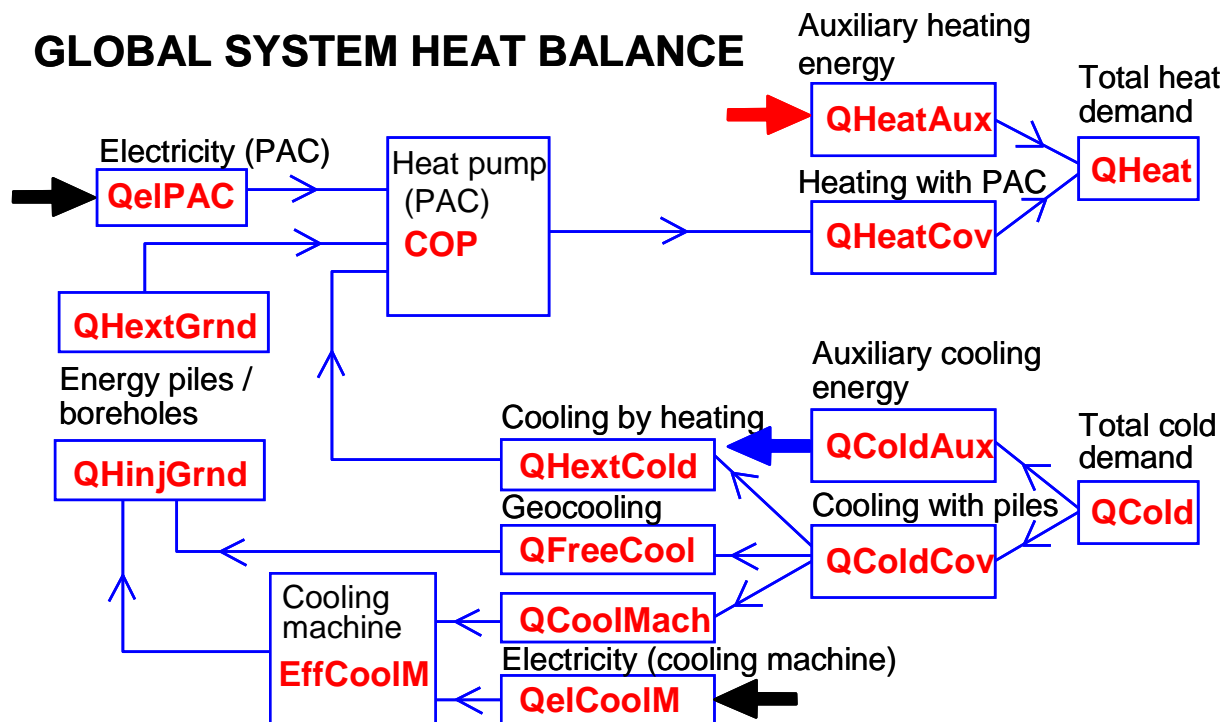 GLOBAL SYSTEM HEAT BALANCE
Auxiliary heating
energy
QHeatAux
Total heat
demand
QHeat
Electricity (PAC)
QelPAC
Heat pump
(PAC)
COP
Heating with PAC
QHeatCov
QHextGrnd
Energy piles /
boreholes
QHinjGrnd
Auxiliary cooling
energy
QColdAux
Total cold
demand
QCold
Cooling by heating
QHextCold
Geocooling
QFreeCool
Cooling with piles
QColdCov
Cooling
machine
EffCoolM
QCoolMach
Electricity (cooling machine)
QelCoolM